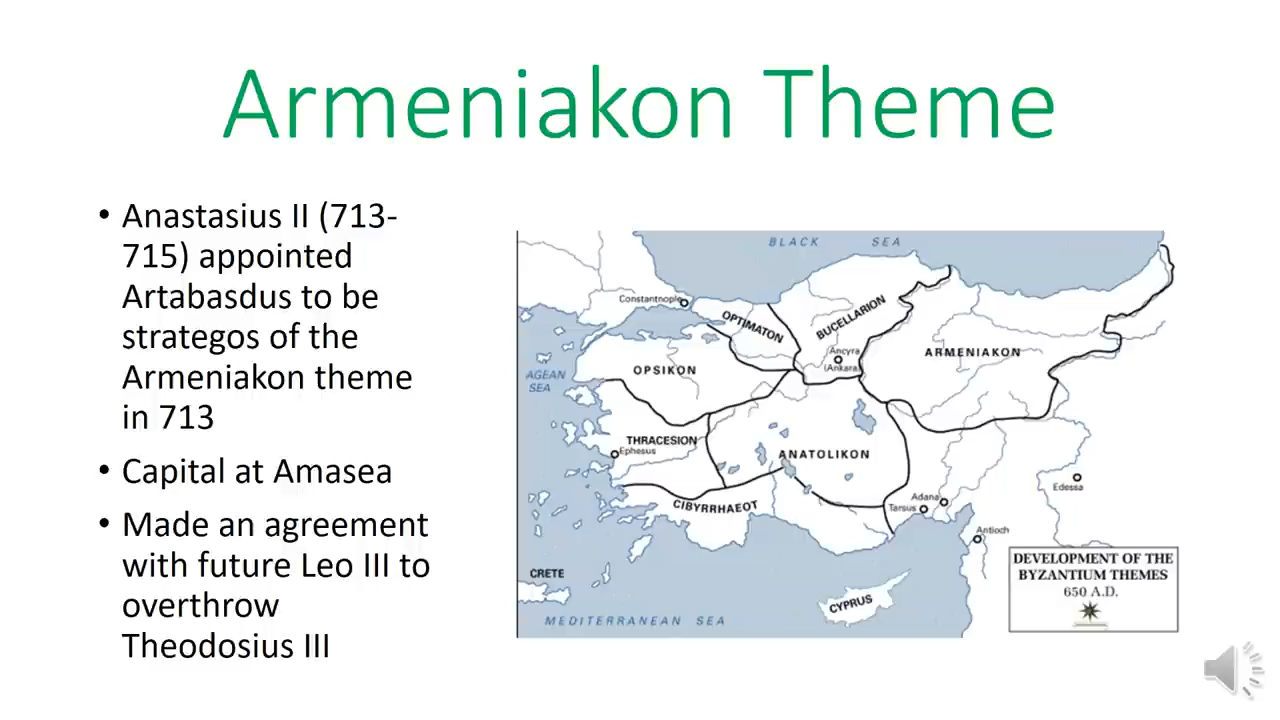 Armeniakon Theme
• Anastasius II (713-
715) appointed
Artabasdus to be
strategos of the
Armeniakon theme
in 713
• Capital at Amasea
• Made an agreement
with future Leo III to
overthrow
Theodosius III
BLACK SEA
Constantnople
OPTIMATON
BUCELLARION
Ancyra
(Ankara)
ARMENIAKON
OPSIKON
AGEAN
SEA
THRACESION
Ephesus
ANATOLIKON
CIBYRRHAEOT
Adana
Tarsus
Edessa
Antioch
CRETE
CYPRUS
MEDITERRANEAN SEA
DEVELOPMENT OF THE
BYZANTIUM THEMES
650 A.D.